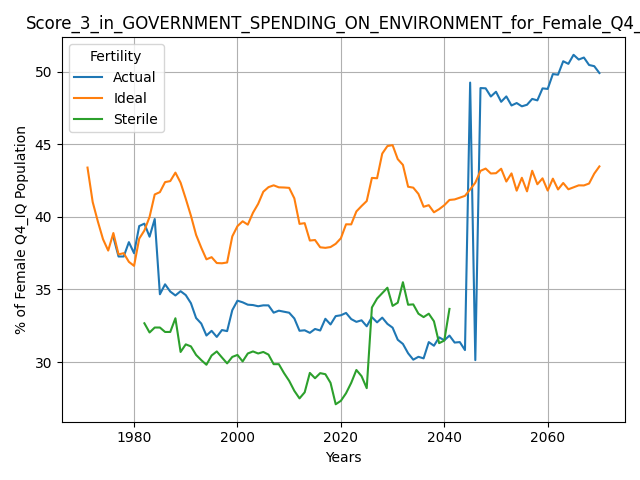 Score_3_in_GOVERNMENT_SPENDING_ON_ENVIRONMENT_for_Female_Q4_
Fertility
Actual
Ideal
Sterile
% of Female Q4_IQ Population
50
45
40
35
30
1980
2000
2020
2040
2060
Years